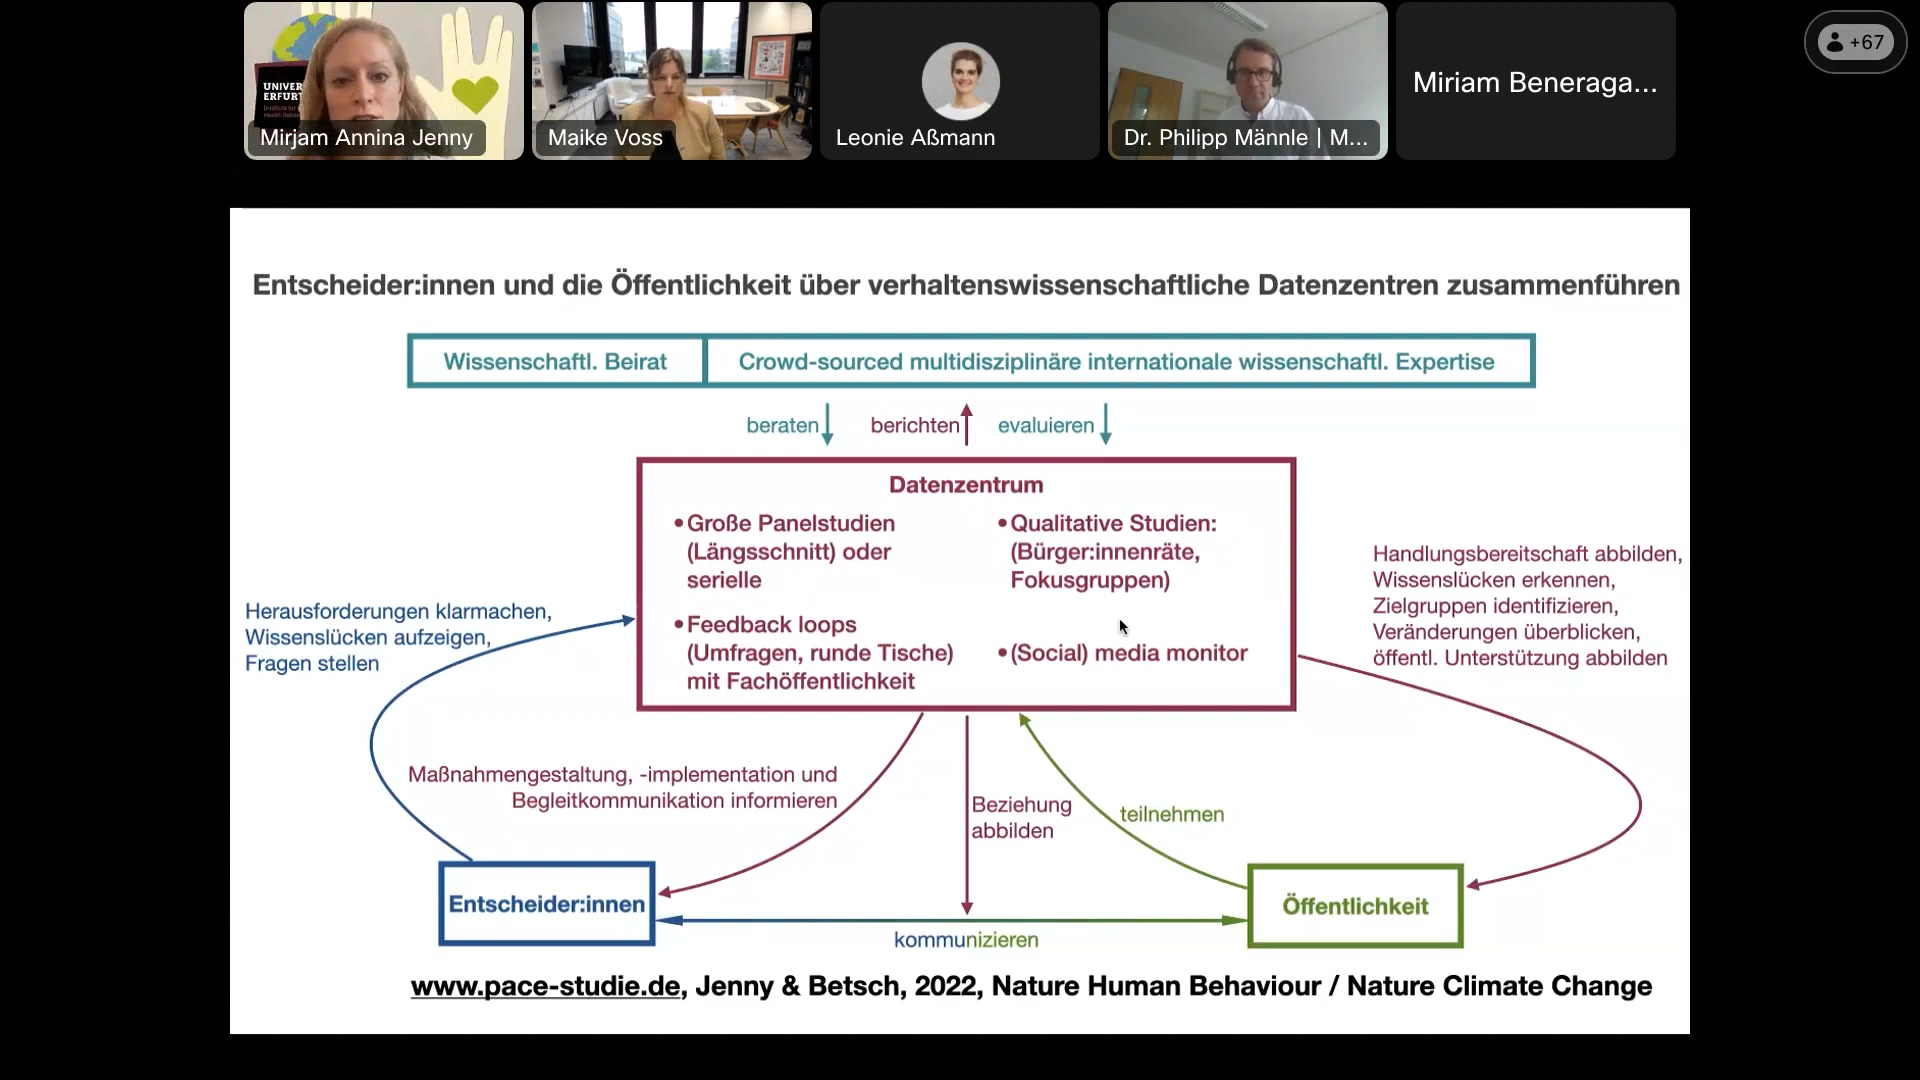 UNIVER
ERFUR
Mirjam Annina Jenny
Maike Voss
Leonie Aßmann
Dr. Philipp Männle | M...
Miriam Beneraga...
+67
Entscheider:innen und die Öffentlichkeit über verhaltenswissenschaftliche Datenzentren zusammenführen
Wissenschaftl. Beirat
Crowd-sourced multidisziplinäre internationale wissenschaftl. Expertise
beraten
berichten
evaluieren
Datenzentrum
•Große Panelstudien
(Längsschnitt) oder
serielle
•Feedback loops
(Umfragen, runde Tische)
mit Fachöffentlichkeit
•Qualitative Studien:
(Bürger:innenräte,
Fokusgruppen)
•(Social) media monitor
Herausforderungen klarmachen,
Wissenslücken aufzeigen,
Fragen stellen
Handlungsbereitschaft abbilden,
Wissenslücken erkennen,
Zielgruppen identifizieren,
Veränderungen überblicken,
öffentl. Unterstützung abbilden
Maßnahmengestaltung, -implementation und
Begleitkommunikation informieren
Beziehung
abbilden
teilnehmen
Entscheider:innen
Öffentlichkeit
kommunizieren
www.pace-studie.de, Jenny & Betsch, 2022, Nature Human Behaviour / Nature Climate Change